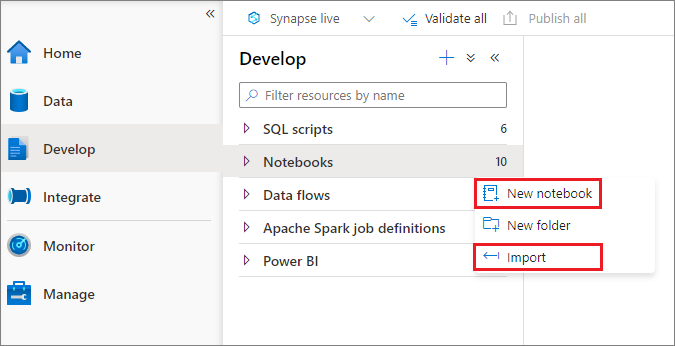 Synapse live
Validate all
Publish all
Home
Data
Develop
Integrate
Monitor
Manage
Develop
Filter resources by name
SQL scripts 6
Notebooks 10
Data flows
Apache Spark job definitions
Power BI
New notebook
New folder
Import